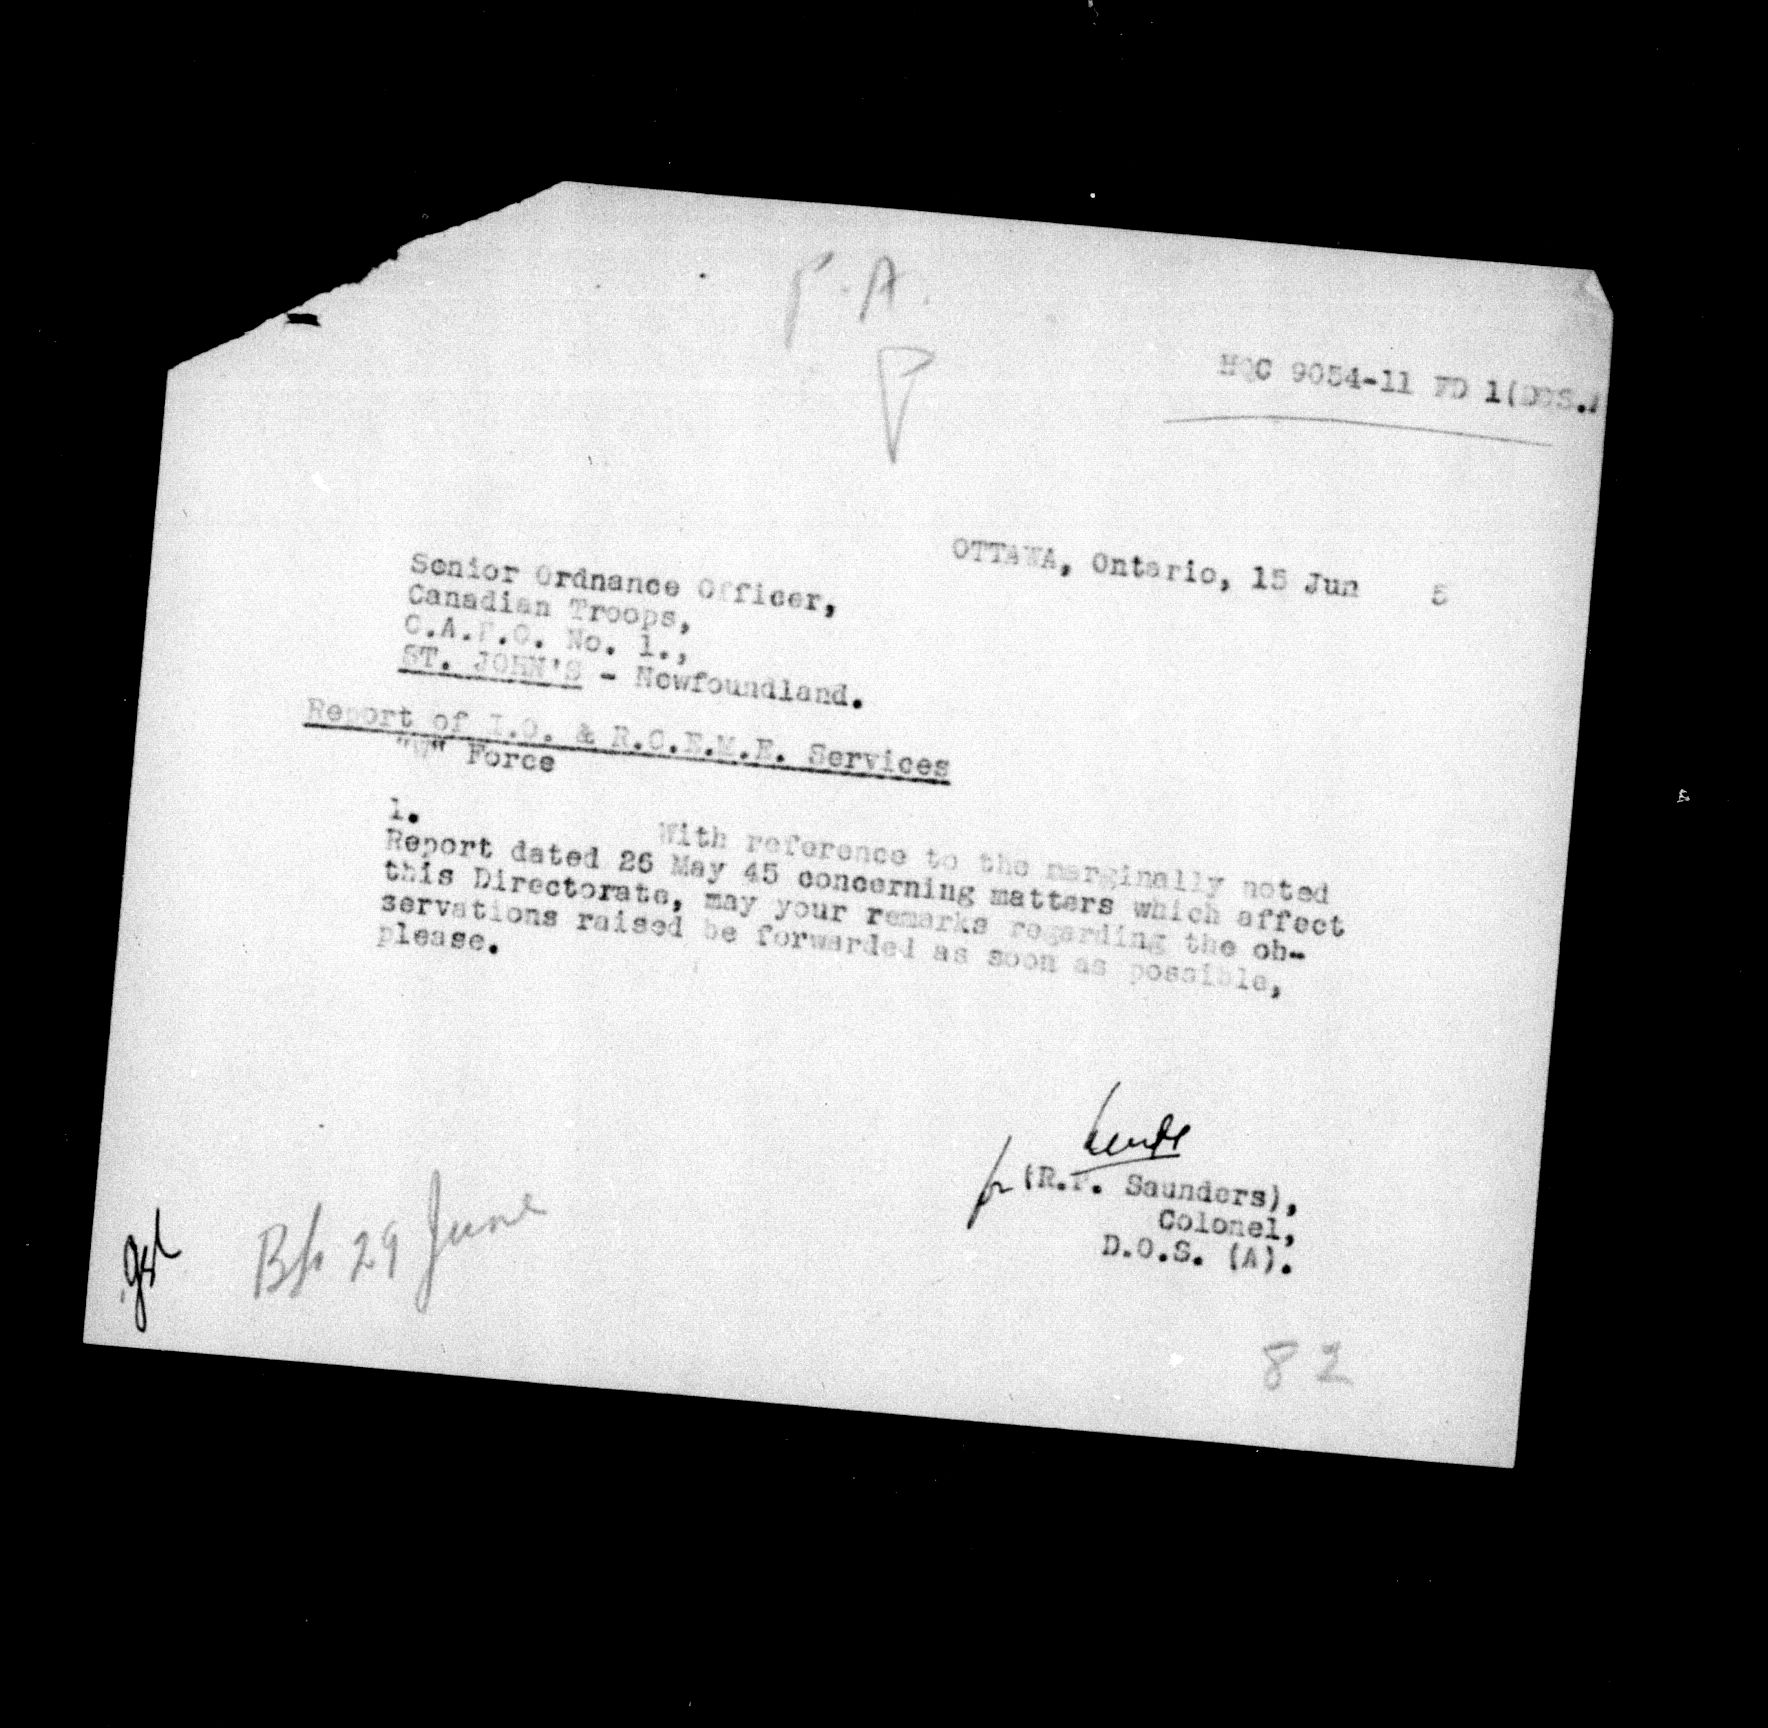 P.A.
HQC 9054-11 FD 1(DOS.A
OTTAWA, Ontario, 15 Jun 5
Senior Ordnance Officer,
Canadian Troops,
C.A.P.O. No. 1.,
ST. JOHN'S - Newfoundland.
Report of I.O. & R.C.E.M.E. Services
"W" Force
1.
With reference to the marginally noted
Report dated 26 May 45 concerning matters which affect
this Directorate, may your remarks regarding the ob-
servations raised be forwarded as soon as possible,
please.
for (R.F. Saunders),
Colonel,
D.O.S. (A).
B/f 29 June
82